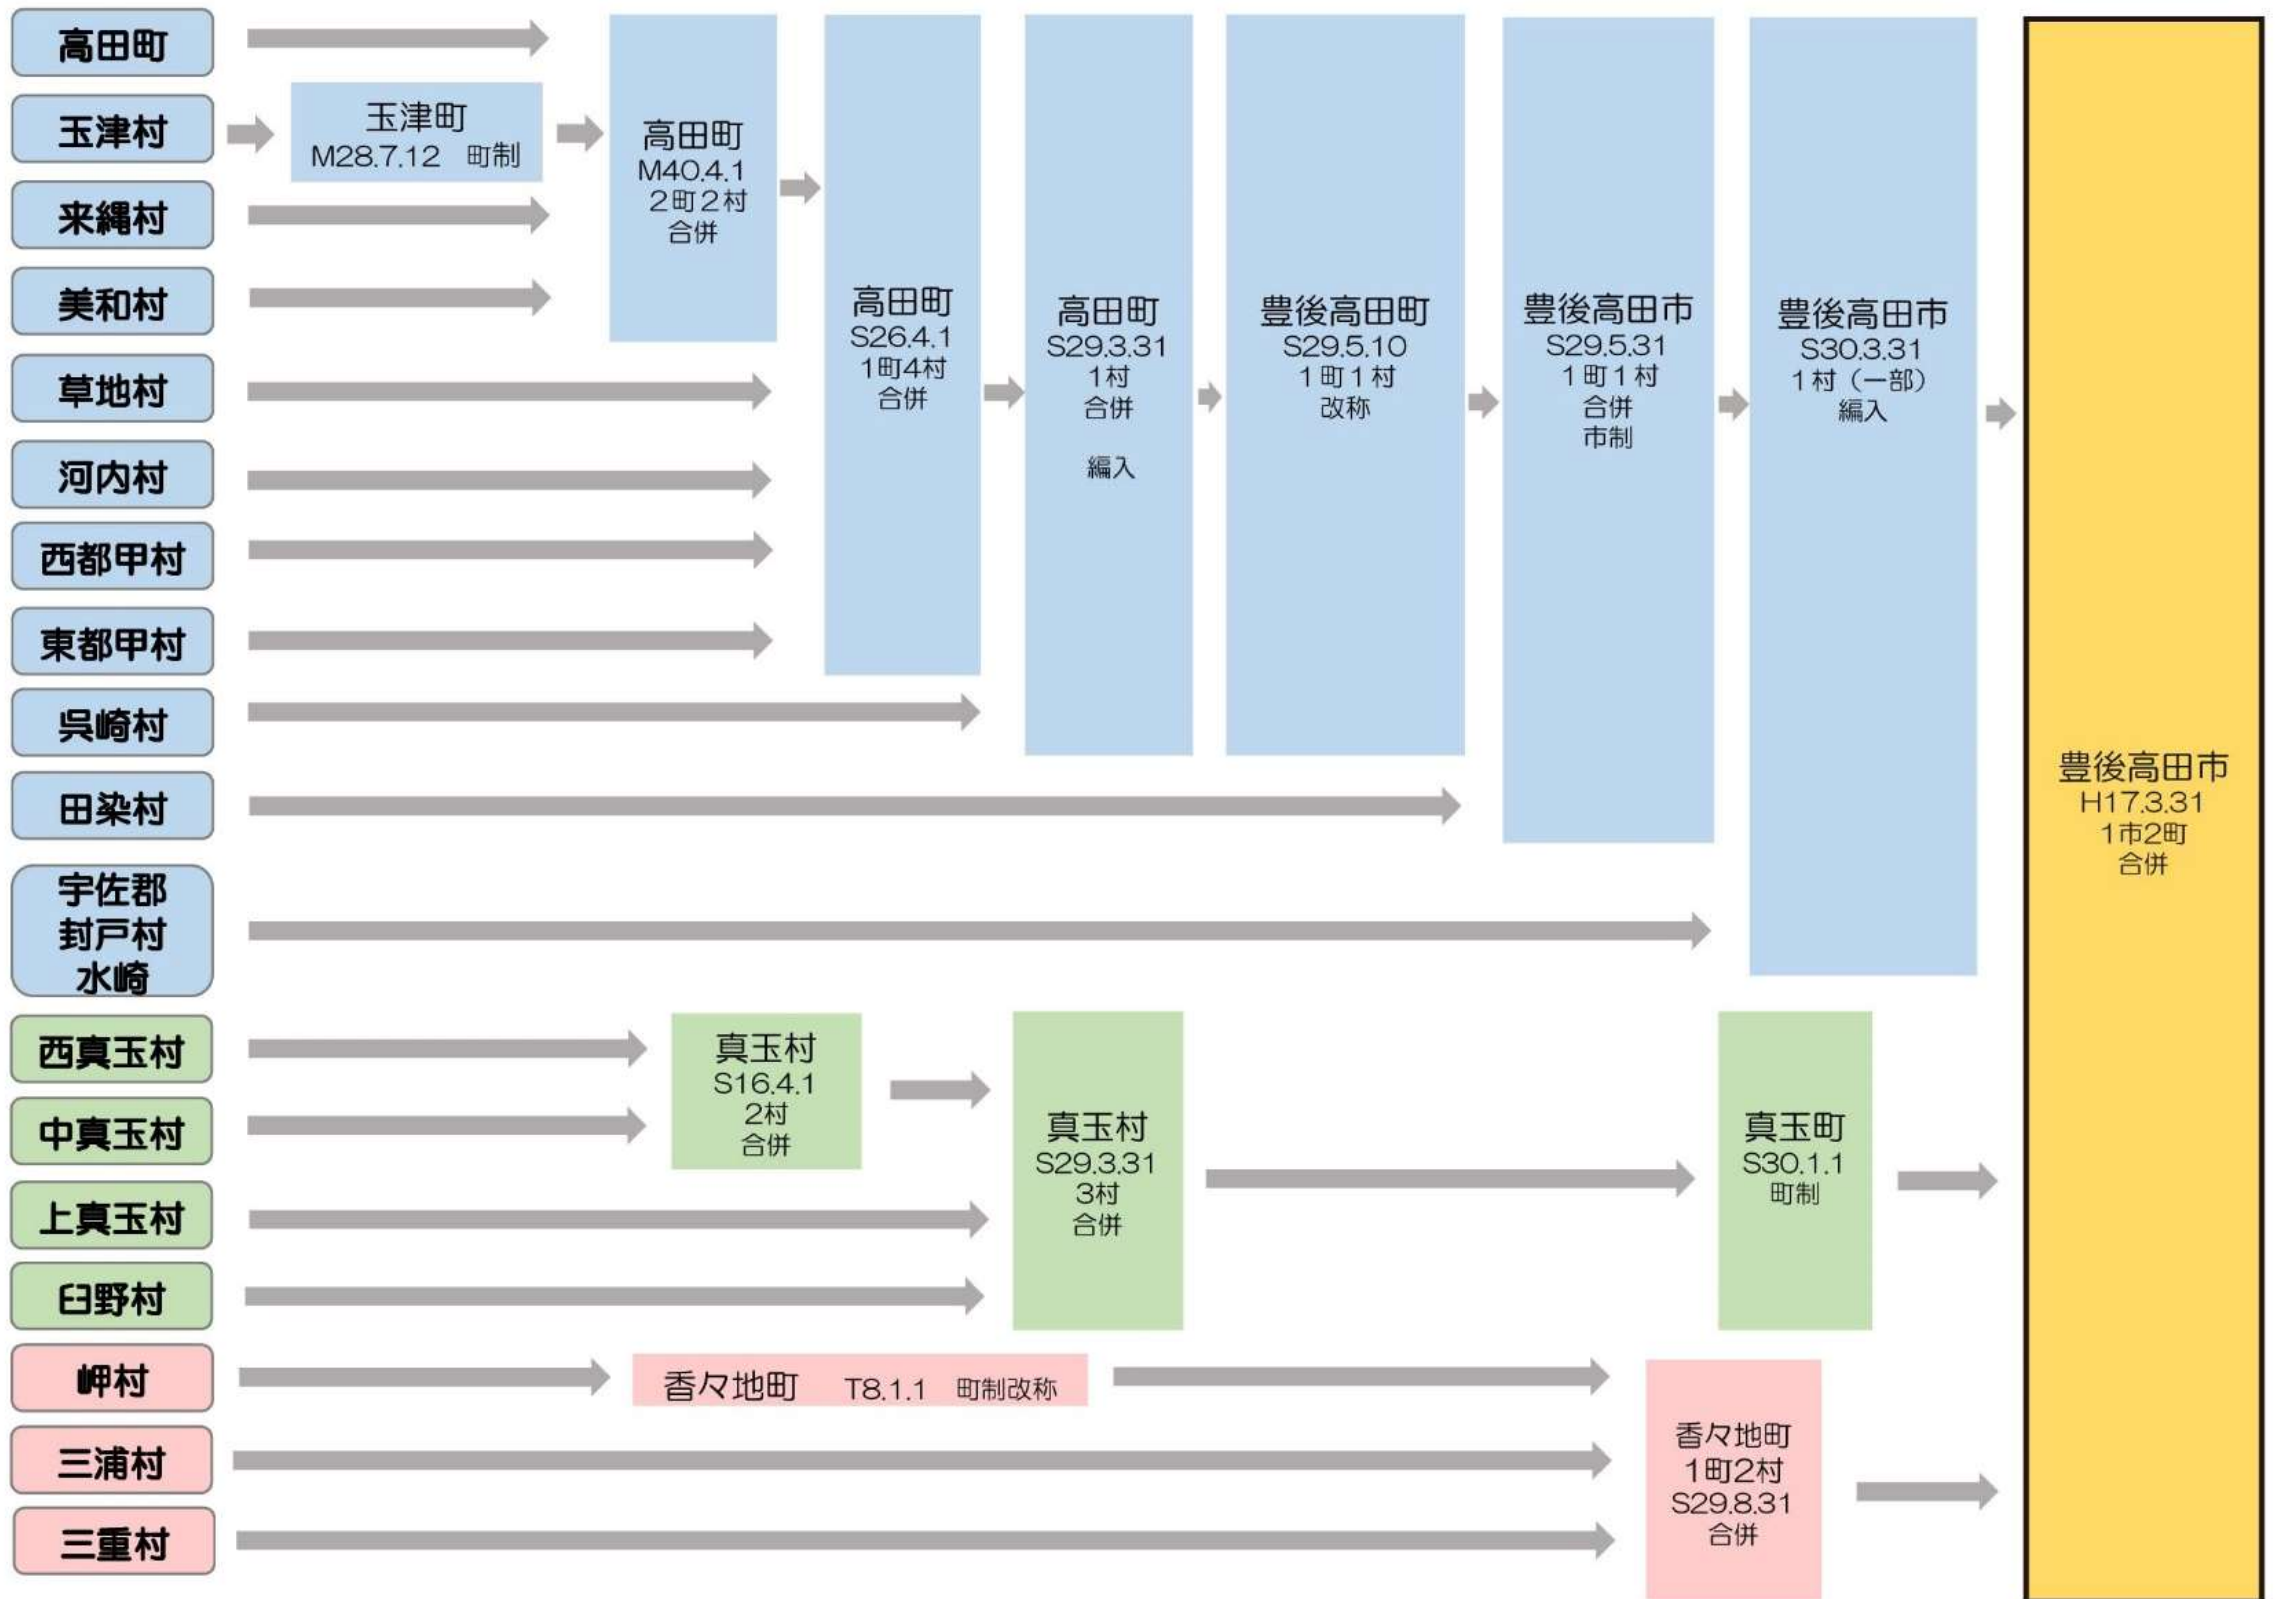 高田町
玉津村
来縄村
美和村
草地村
河内村
西都甲村
東都甲村
呉崎村
田染村
宇佐郡
封戸村
水崎
西真玉村
中真玉村
上真玉村
臼野村
岬村
三浦村
三重村
玉津町
M28.7.12 町制
高田町
M40.4.1
2町2村
合併
高田町
S26.4.1
1町4村
合併
高田町
S29.3.31
1村
合併
編入
豊後高田町
S29.5.10
1町1村
改称
豊後高田市
S29.5.31
1町1村
合併
市制
豊後高田市
S30.3.31
1村（一部）
編入
真玉村
S16.4.1
2村
合併
真玉村
S29.3.31
3村
合併
真玉町
S30.1.1
町制
香々地町 T8.1.1 町制改称
香々地町
1町2村
S29.8.31
合併
豊後高田市
H17.3.31
1市2町
合併